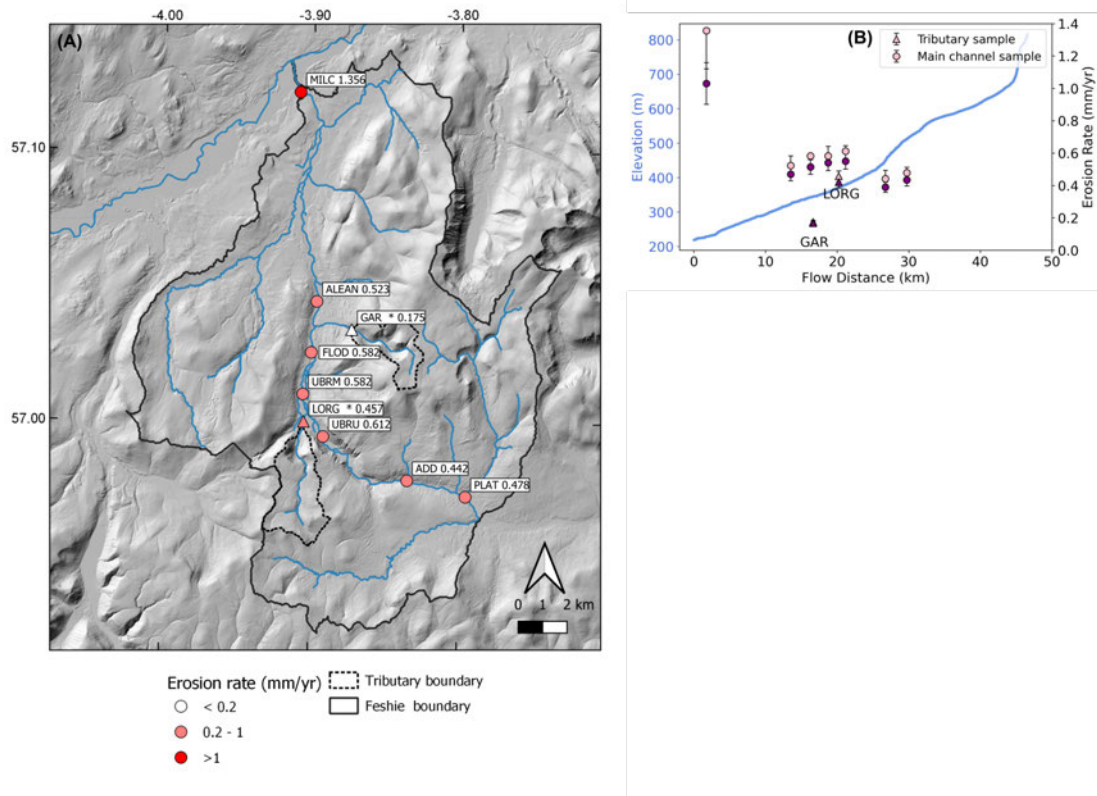 -4.00 -3.90 -3.80
(A)
MILC 1.356
57.10
ALEAN 0.523
GAR * 0.175
FLOD 0.582
UBRM 0.582
57.00
LORG * 0.457
UBRU 0.612
ADD 0.442
PLAT 0.478
0 1 2 km
Erosion rate (mm/yr)
< 0.2
0.2 - 1
>1
Tributary boundary
Feshie boundary
(B)
Tributary sample
Main channel sample
Elevation (m)
800
700
600
500
400
300
200
1.4
1.2
1.0
0.8
0.6
0.4
0.2
0.0
Erosion Rate (mm/yr)
LORG
GAR
0 10 20 30 40 50
Flow Distance (km)